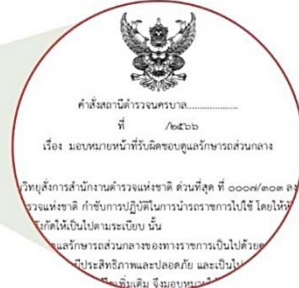 คำสั่งสถานีตำรวจนครบาล....................
ที่ /๒๕๖๖
เรื่อง มอบหมายหน้าที่รับผิดชอบดูแลรักษารถส่วนกลาง
วิทยุสั่งการสำนักงานตำรวจแห่งชาติ ด่วนที่สุด ที่ ๐๐๐๗/๓๐๓ ลง
รวจแห่งชาติ กำชับการปฏิบัติในการนำรถราชการไปใช้ โดยให้
ให้เป็นไปตามระเบียบ นั้น
ดูแลรักษารถส่วนกลางของทางราชการเป็นไปด้วย
มีประสิทธิภาพและปลอดภัย และเป็นไป
เพิ่มเติม จึงมอบหมาย